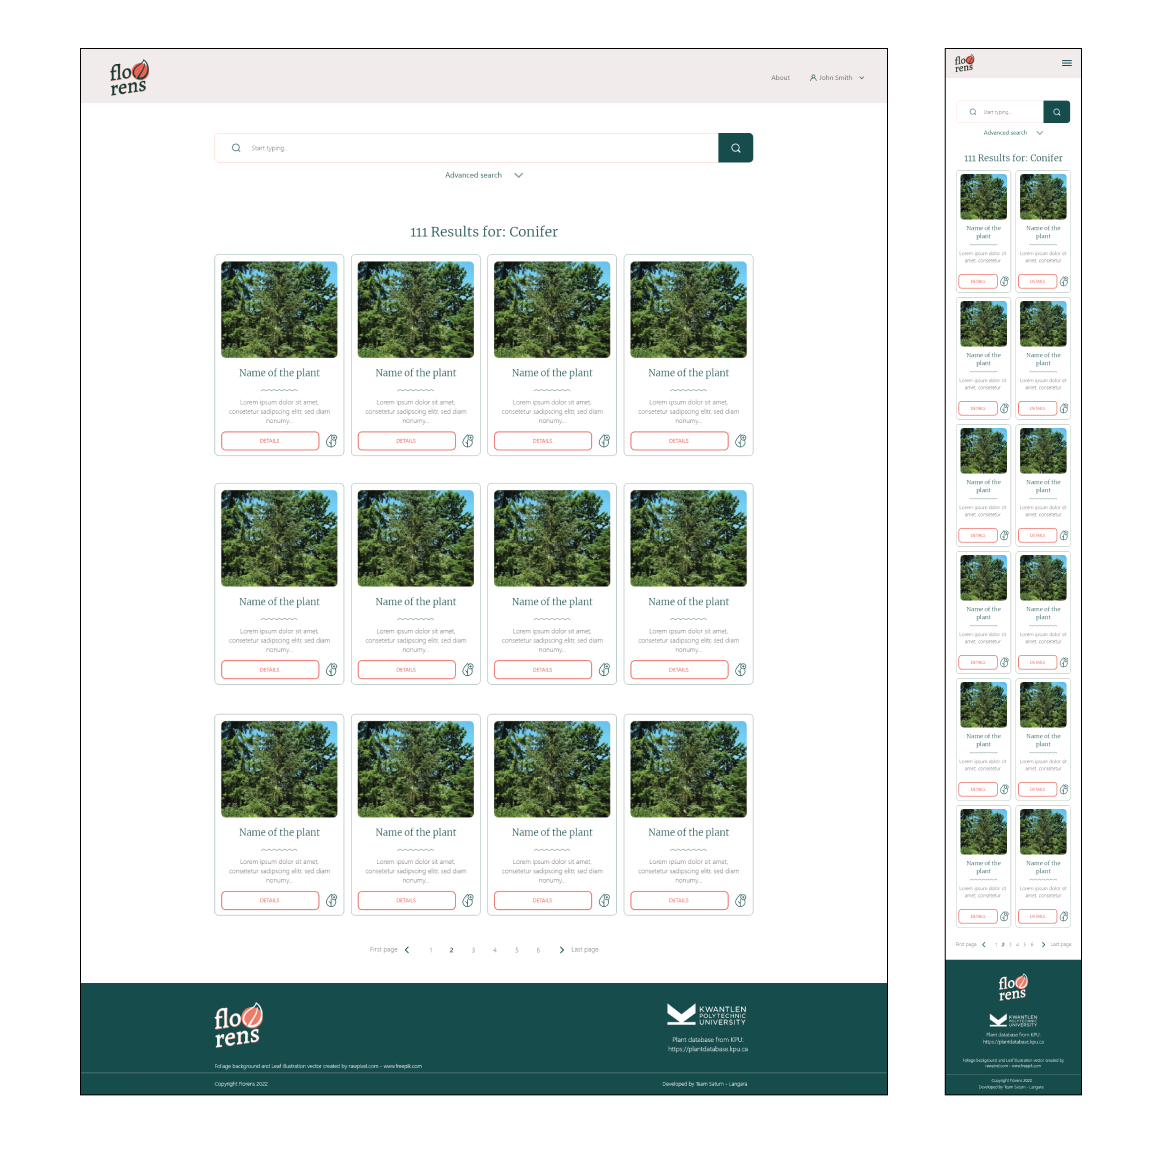 flo
rens
About
John Smith
Start typing..
Advanced search
111 Results for: Conifer
Name of the plant
Lorem ipsum dolor sit amet,
consetetur sadipscing elitr, sed diam
nonumy...
DETAILS
Name of the plant
Lorem ipsum dolor sit amet,
consetetur sadipscing elitr, sed diam
nonumy...
DETAILS
Name of the plant
Lorem ipsum dolor sit amet,
consetetur sadipscing elitr, sed diam
nonumy...
DETAILS
Name of the plant
Lorem ipsum dolor sit amet,
consetetur sadipscing elitr, sed diam
nonumy...
DETAILS
Name of the plant
Lorem ipsum dolor sit amet,
consetetur sadipscing elitr, sed diam
nonumy...
DETAILS
Name of the plant
Lorem ipsum dolor sit amet,
consetetur sadipscing elitr, sed diam
nonumy...
DETAILS
Name of the plant
Lorem ipsum dolor sit amet,
consetetur sadipscing elitr, sed diam
nonumy...
DETAILS
Name of the plant
Lorem ipsum dolor sit amet,
consetetur sadipscing elitr, sed diam
nonumy...
DETAILS
Name of the plant
Lorem ipsum dolor sit amet,
consetetur sadipscing elitr, sed diam
nonumy...
DETAILS
Name of the plant
Lorem ipsum dolor sit amet,
consetetur sadipscing elitr, sed diam
nonumy...
DETAILS
Name of the plant
Lorem ipsum dolor sit amet,
consetetur sadipscing elitr, sed diam
nonumy...
DETAILS
Name of the plant
Lorem ipsum dolor sit amet,
consetetur sadipscing elitr, sed diam
nonumy...
DETAILS
First page 1 2 3 4 5 6 Last page
flo
rens
KWANTLEN
POLYTECHNIC
UNIVERSITY
Plant database from KPU:
https://plantdatabase.kpu.ca
Foliage background and Leaf illustration vector created by rawpixel.com - www.freepik.com
Copyright Florens 2022
Developed by Team Saturn - Langara
flo
rens
Start typing..
Advanced search
111 Results for: Conifer
Name of the
plant
Lorem ipsum dolor sit
amet, consetetur
DETAILS
Name of the
plant
Lorem ipsum dolor sit
amet, consetetur
DETAILS
Name of the
plant
Lorem ipsum dolor sit
amet, consetetur
DETAILS
Name of the
plant
Lorem ipsum dolor sit
amet, consetetur
DETAILS
Name of the
plant
Lorem ipsum dolor sit
amet, consetetur
DETAILS
Name of the
plant
Lorem ipsum dolor sit
amet, consetetur
DETAILS
Name of the
plant
Lorem ipsum dolor sit
amet, consetetur
DETAILS
Name of the
plant
Lorem ipsum dolor sit
amet, consetetur
DETAILS
Name of the
plant
Lorem ipsum dolor sit
amet, consetetur
DETAILS
Name of the
plant
Lorem ipsum dolor sit
amet, consetetur
DETAILS
Name of the
plant
Lorem ipsum dolor sit
amet, consetetur
DETAILS
Name of the
plant
Lorem ipsum dolor sit
amet, consetetur
DETAILS
First page 1 2 3 4 5 6 Last page
flo
rens
KWANTLEN
POLYTECHNIC
UNIVERSITY
Plant database from KPU:
https://plantdatabase.kpu.ca
Foliage background and Leaf illustration vector created by
rawpixel.com - www.freepik.com
Copyright Florens 2022
Developed by Team Saturn - Langara